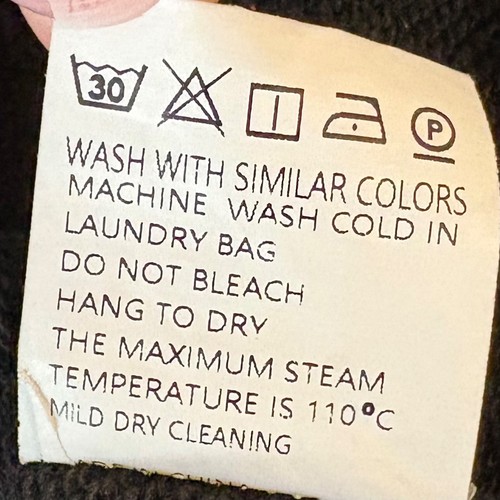 30
P
WASH WITH SIMILAR COLORS
MACHINE WASH COLD IN
LAUNDRY BAG
DO NOT BLEACH
HANG TO DRY
THE MAXIMUM STEAM
TEMPERATURE IS 110°C
MILD DRY CLEANING